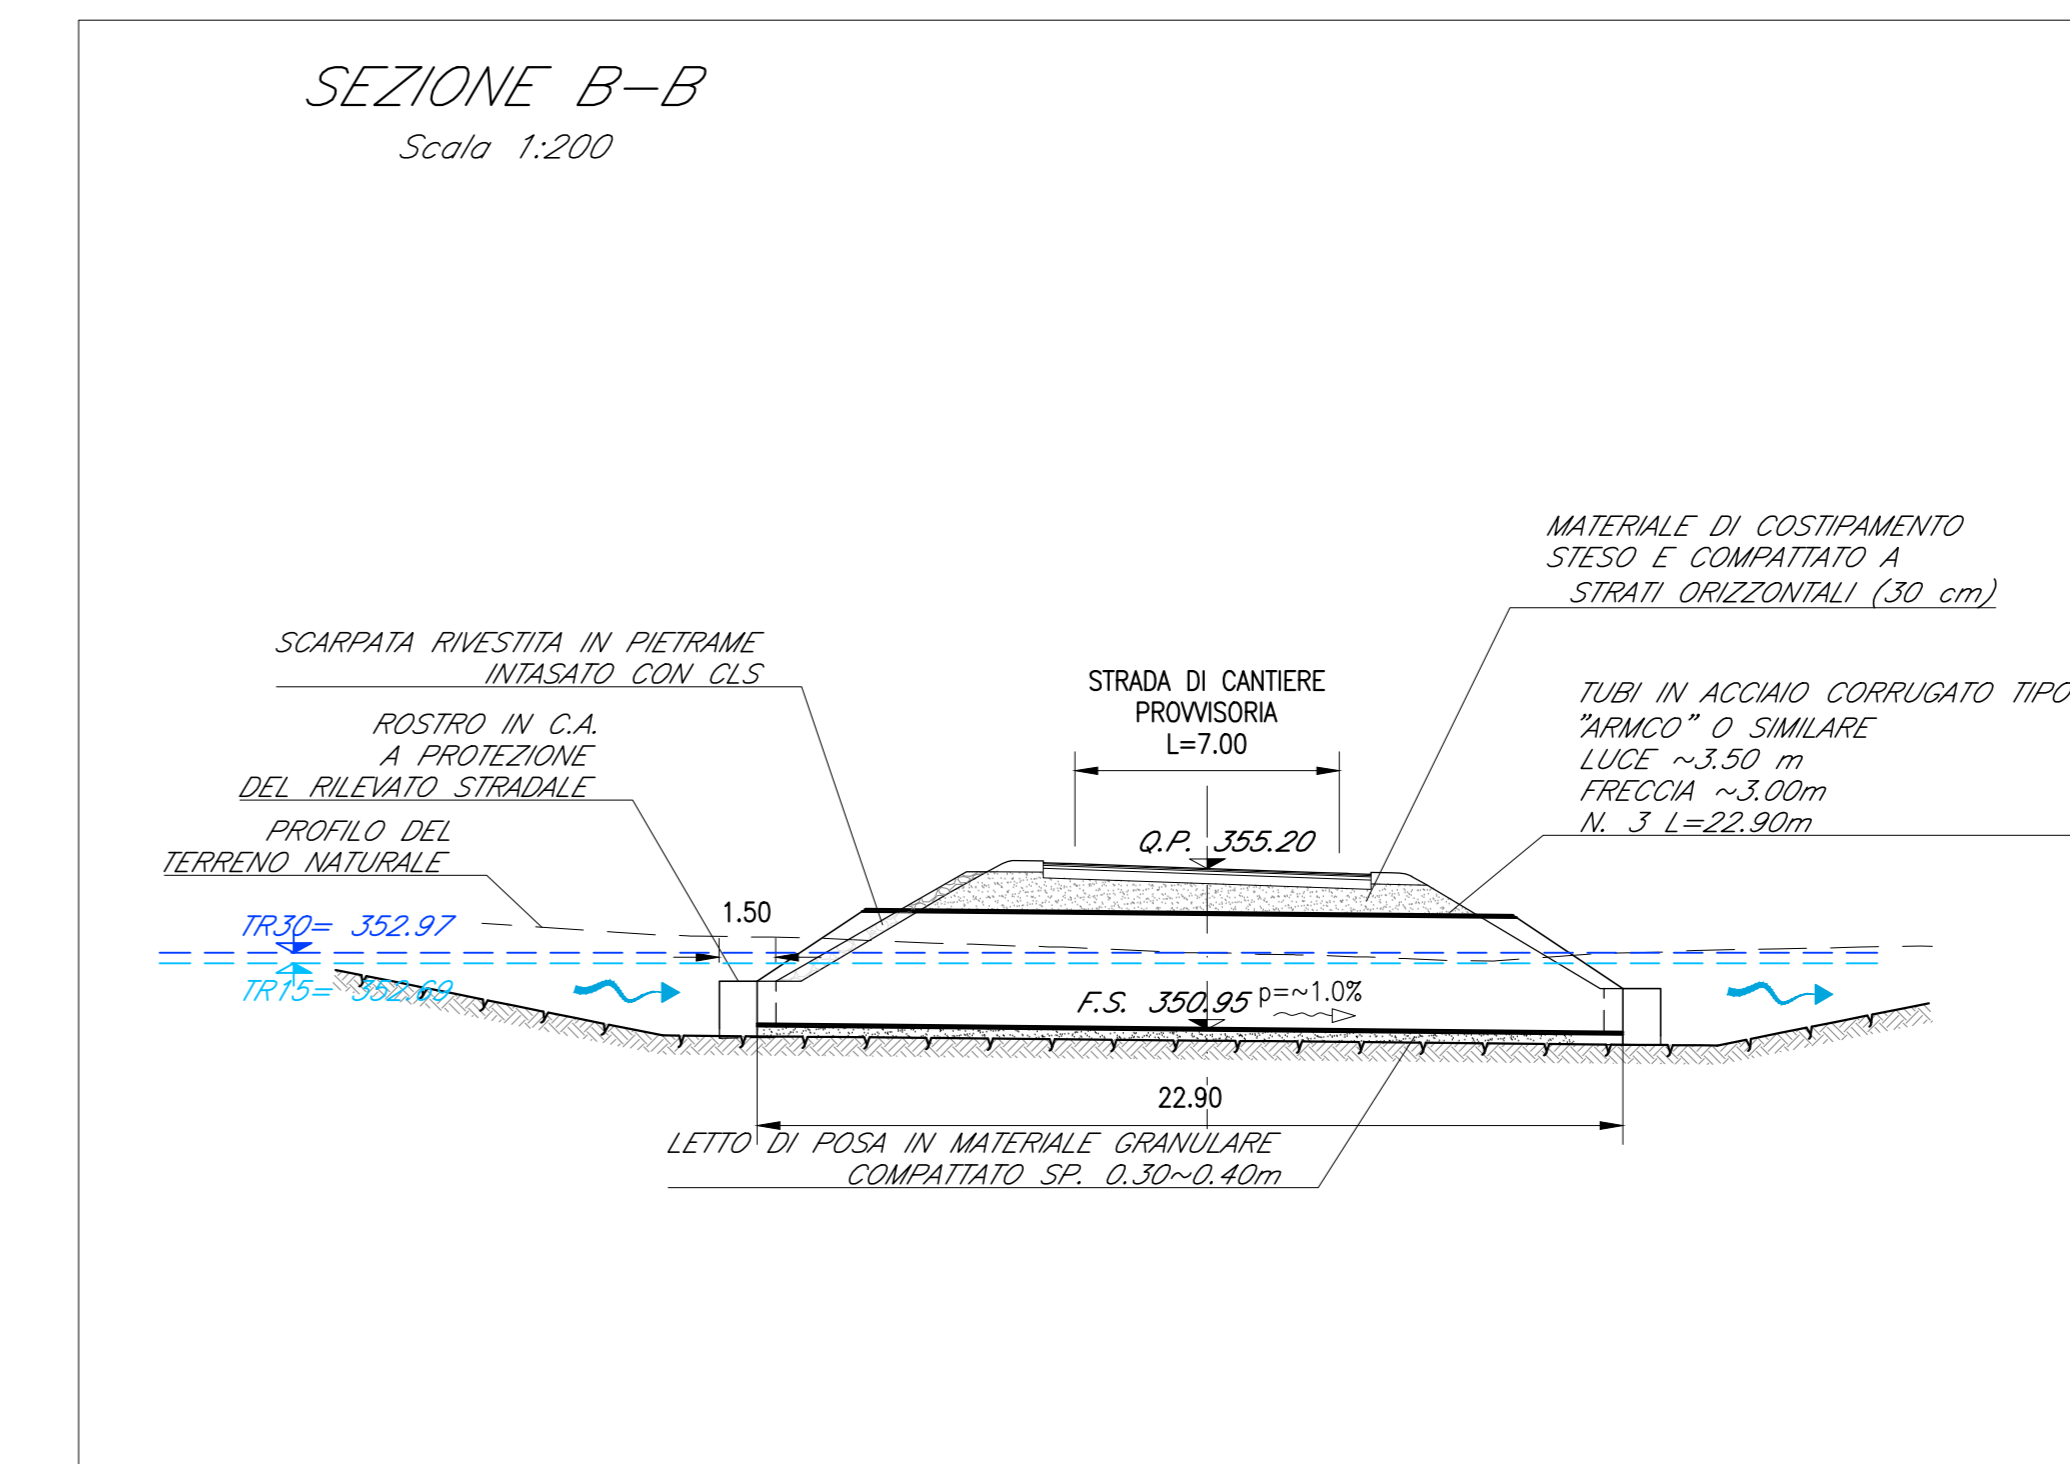 SEZIONE B-B
Scala 1:200
MATERIALE DI COSTIPAMENTO
STESO E COMPATTATO A
STRATI ORIZZONTALI (30 cm)
SCARPATA RIVESTITA IN PIETRAME
INTASATO CON CLS
STRADA DI CANTIERE
PROVVISORIA
L=7.00
TUBI IN ACCIAIO CORRUGATO TIPO
"ARMCO" O SIMILARE
LUCE ~3.50 m
FRECCIA ~3.00m
N. 3 L=22.90m
ROSTRO IN C.A.
A PROTEZIONE
DEL RILEVATO STRADALE
PROFILO DEL
TERRENO NATURALE
Q.P. 355.20
1.50
TR30= 352.97
TR15= 352.69
F.S. 350.95
p=~1.0%
22.90
LETTO DI POSA IN MATERIALE GRANULARE
COMPATTATO SP. 0.30~0.40m